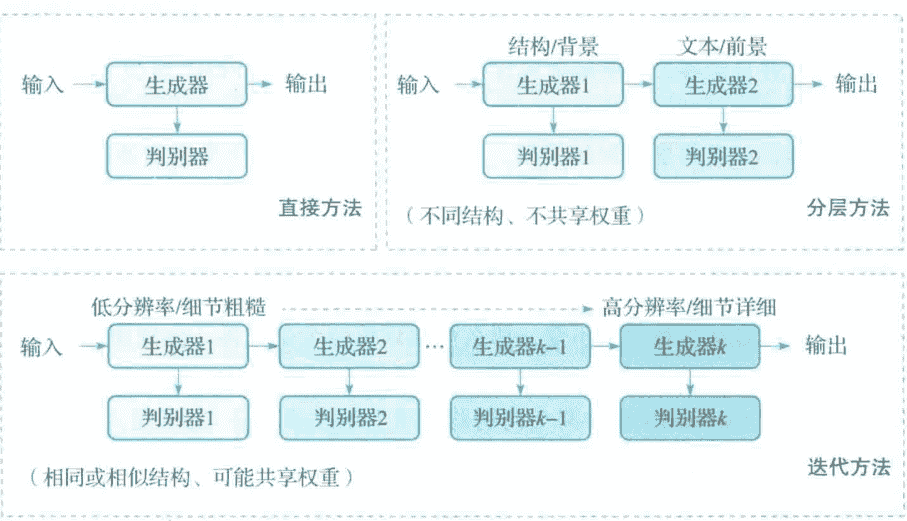 输入 生成器 输出
判别器
直接方法
结构/背景 文本/前景
输入 生成器1 生成器2 输出
判别器1 判别器2
(不同结构、不共享权重)
分层方法
低分辨率/细节粗糙 高分辨率/细节详细
输入 生成器1 生成器2 … 生成器k-1 生成器k 输出
判别器1 判别器2 判别器k-1 判别器k
(相同或相似结构、可能共享权重)
迭代方法